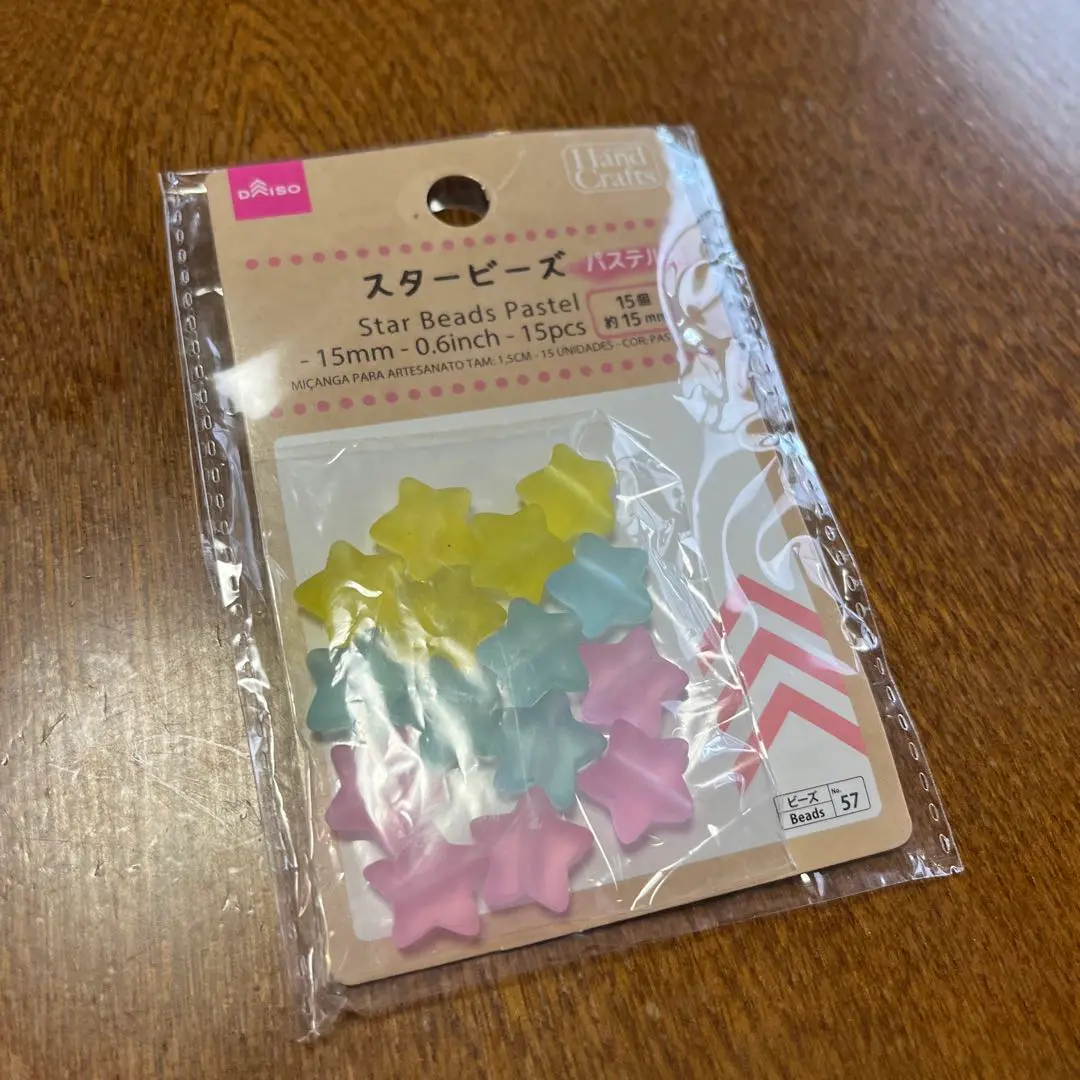 DAISO
Hand
Crafts
スタービーズ
パステル
Star Beads Pastel
- 15mm - 0.6inch - 15pcs
15個
約15mm
MIÇANGA PARA ARTESANATO TAM: 1,5CM - 15 UNIDADES - COR: PAS
ビーズ
Beads
No.
57